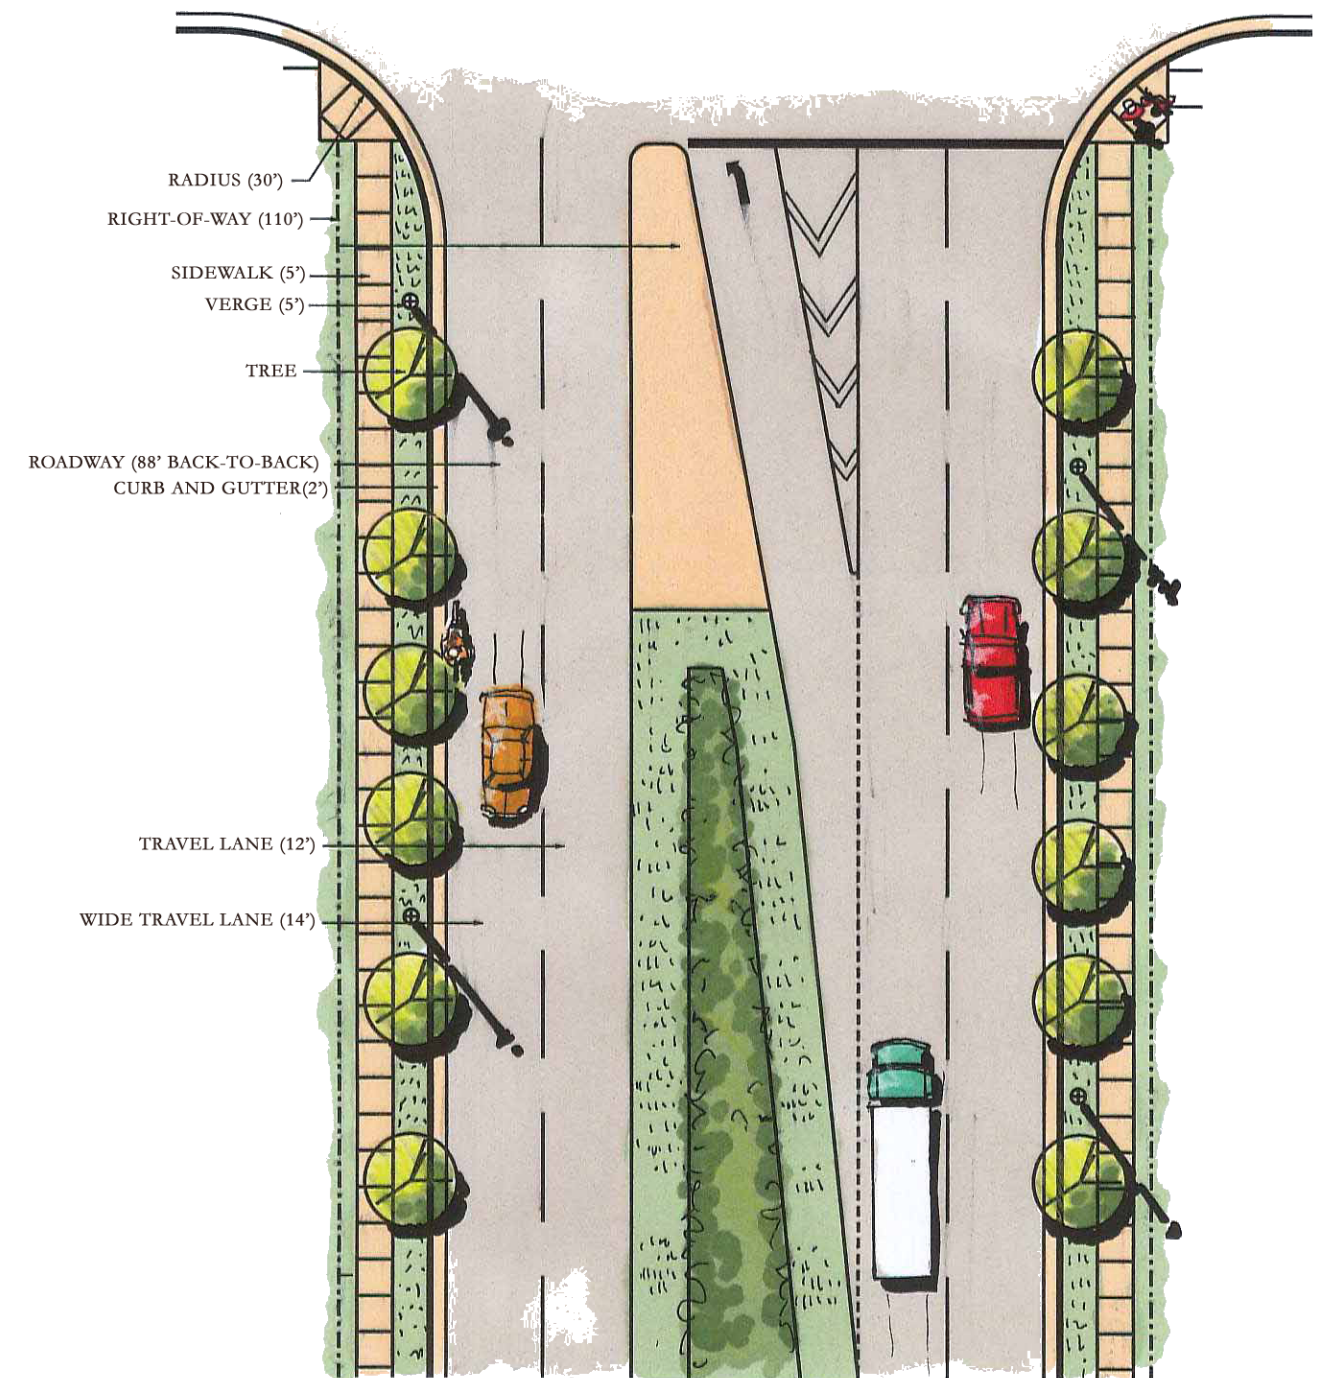 RADIUS (30’)
RIGHT-OF-WAY (110’)
SIDEWALK (5’)
VERGE (5’)
TREE
ROADWAY (88’ BACK-TO-BACK)
CURB AND GUTTER(2’)
TRAVEL LANE (12’)
WIDE TRAVEL LANE (14’)